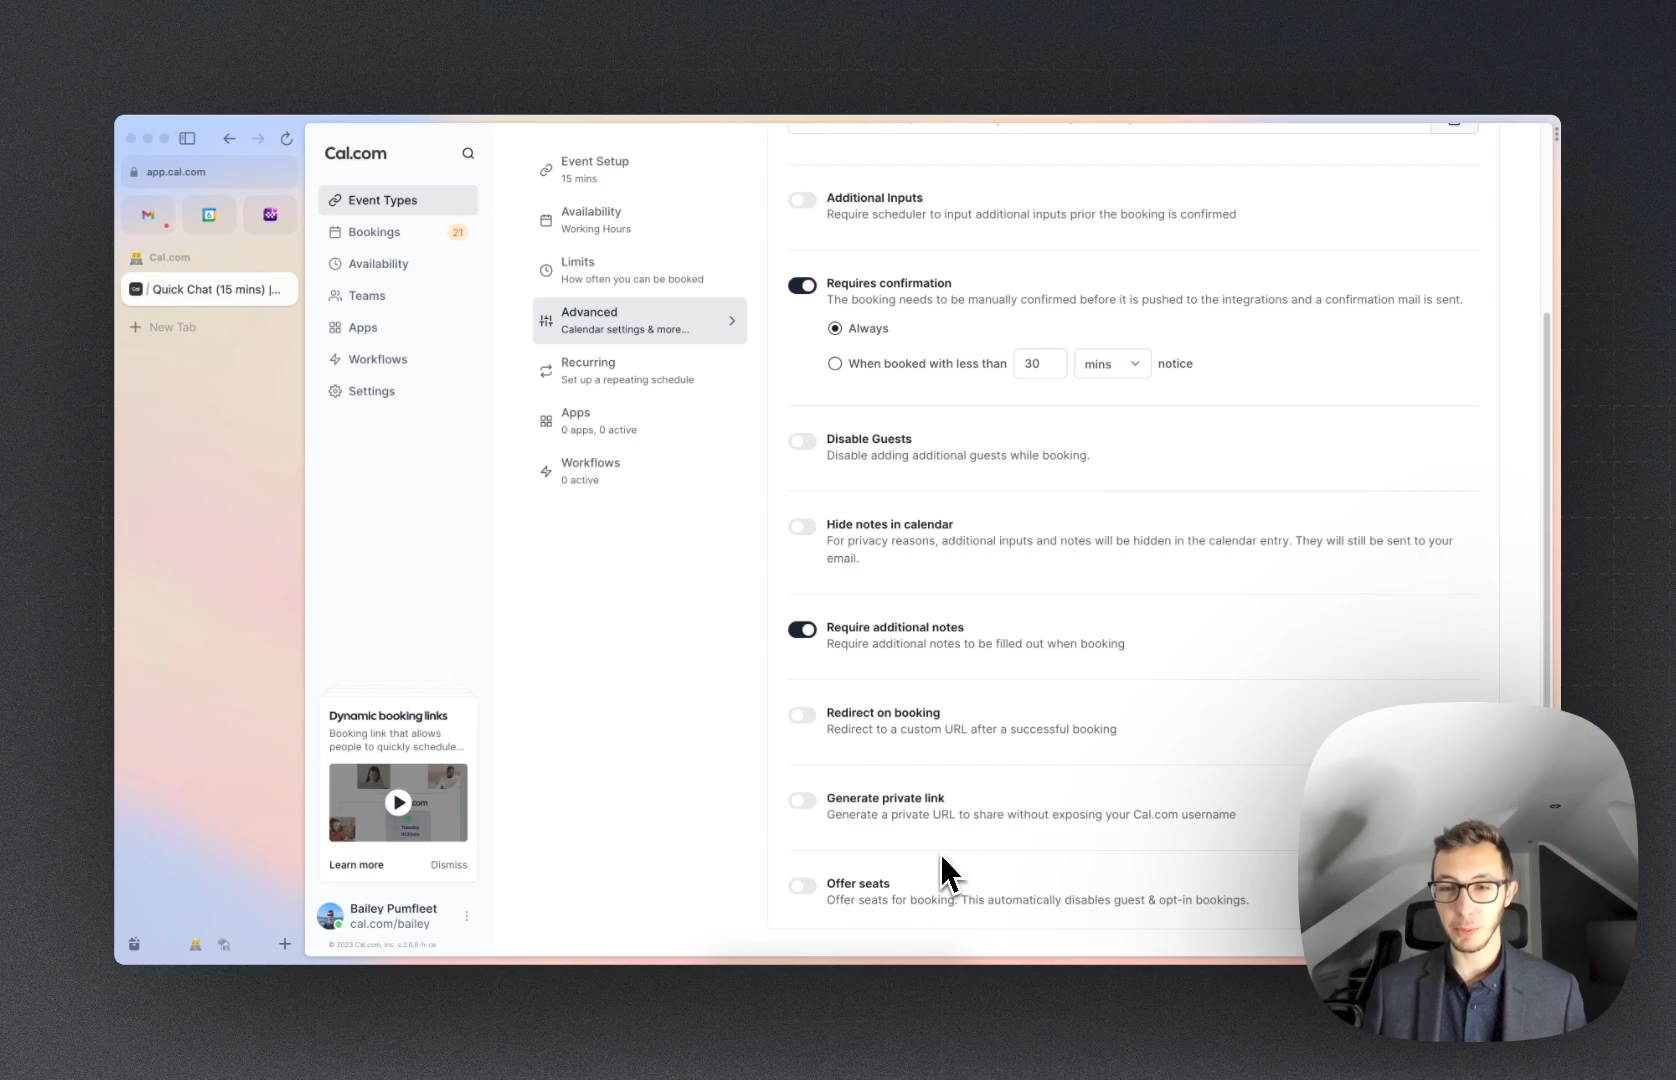 app.cal.com
Cal.com
Quick Chat (15 mins) |...
New Tab
Cal.com
Event Types
Bookings
21
Availability
Teams
Apps
Workflows
Settings
Dynamic booking links
Booking link that allows
people to quickly schedule...
Learn more
Dismiss
Bailey Pumfleet
cal.com/bailey
© 2023 Cal.com, Inc. v.2.6.6-h-ce
Event Setup
15 mins
Availability
Working Hours
Limits
How often you can be booked
Advanced
Calendar settings & more...
Recurring
Set up a repeating schedule
Apps
0 apps, 0 active
Workflows
0 active
Additional Inputs
Require scheduler to input additional inputs prior the booking is confirmed
Requires confirmation
The booking needs to be manually confirmed before it is pushed to the integrations and a confirmation mail is sent.
Always
When booked with less than 30 mins notice
Disable Guests
Disable adding additional guests while booking.
Hide notes in calendar
For privacy reasons, additional inputs and notes will be hidden in the calendar entry. They will still be sent to your
email.
Require additional notes
Require additional notes to be filled out when booking
Redirect on booking
Redirect to a custom URL after a successful booking
Generate private link
Generate a private URL to share without exposing your Cal.com username
Offer seats
Offer seats for booking. This automatically disables guest & opt-in bookings.